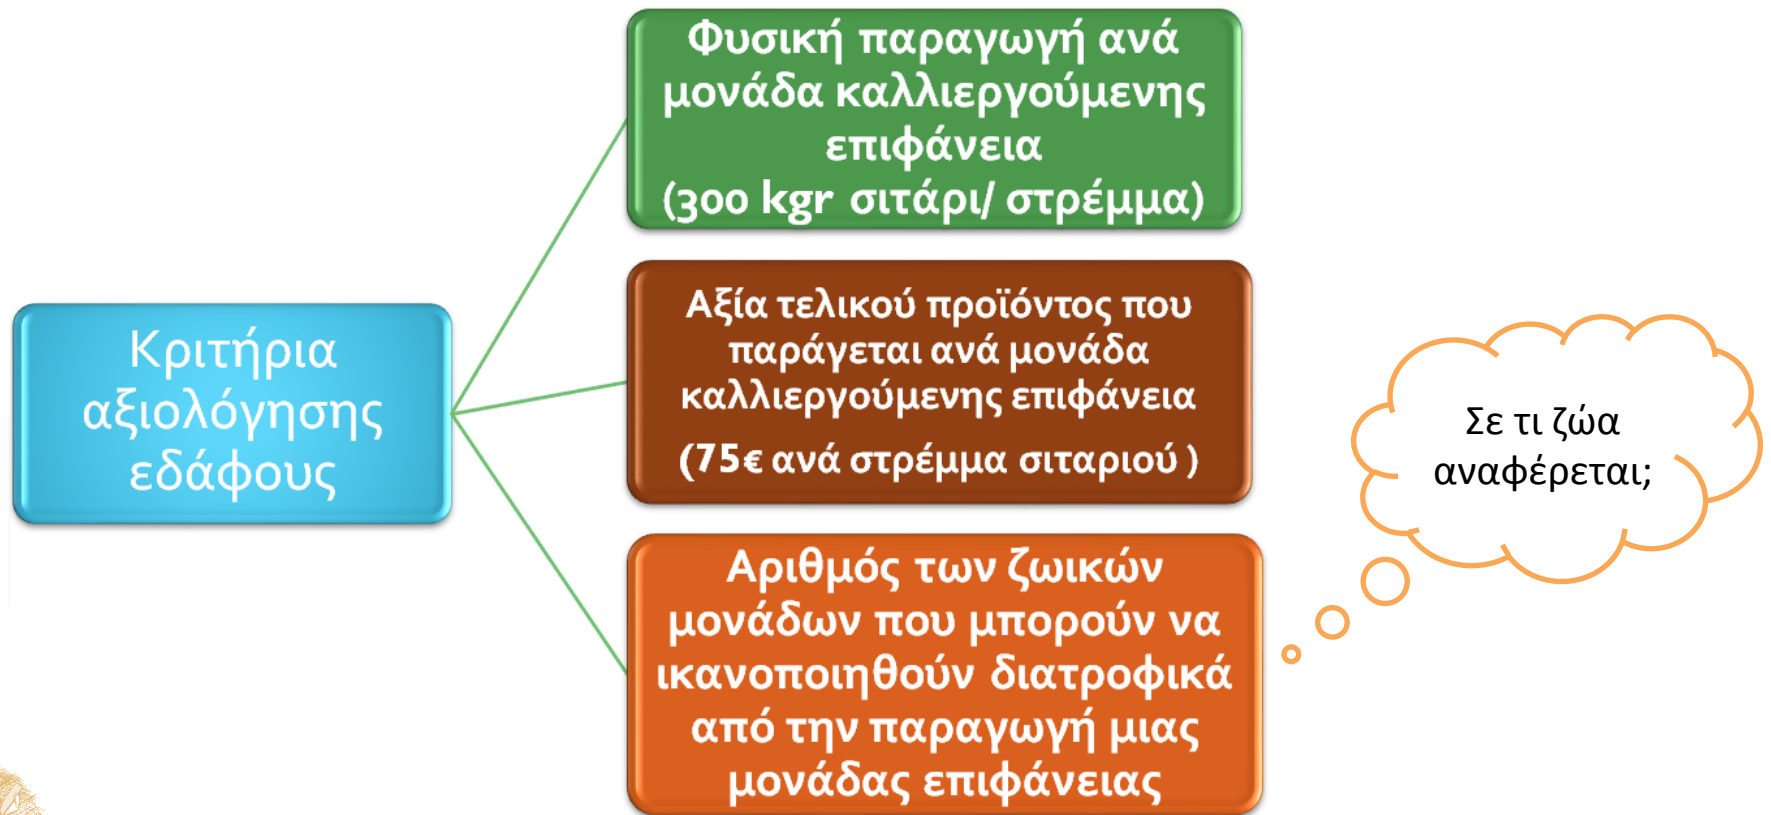 Φυσική παραγωγή ανά
μονάδα καλλιεργούμενης
επιφάνεια
(300 kgr σιτάρι/ στρέμμα)
Αξία τελικού προϊόντος που
παράγεται ανά μονάδα
καλλιεργούμενης επιφάνεια
(75€ ανά στρέμμα σιταριού )
Κριτήρια
αξιολόγησης
εδάφους
Σε τι ζώα
αναφέρεται;
Αριθμός των ζωικών
μονάδων που μπορούν να
ικανοποιηθούν διατροφικά
από την παραγωγή μιας
μονάδας επιφάνειας